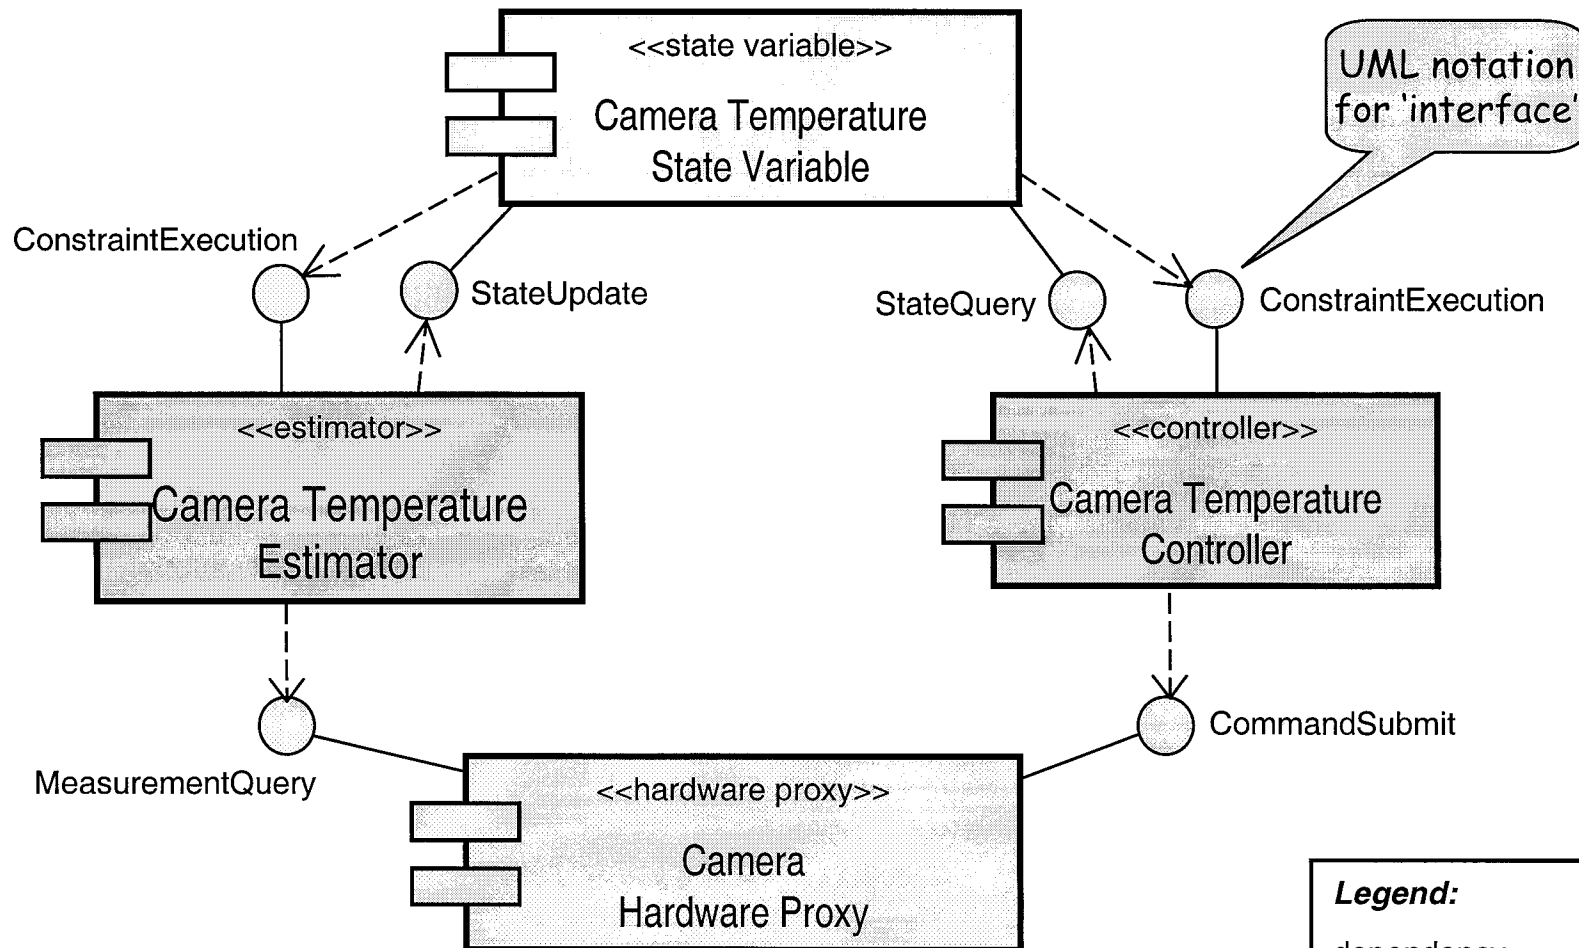 <<state variable>>
Camera Temperature
State Variable
UML notation
for 'interface'
ConstraintExecution
StateUpdate
StateQuery
ConstraintExecution
<<estimator>>
Camera Temperature
Estimator
<<controller>>
Camera Temperature
Controller
MeasurementQuery
CommandSubmit
<<hardware proxy>>
Camera
Hardware Proxy
Legend:
dependency